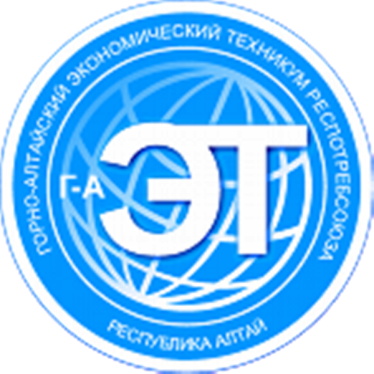 ГОРНО-АЛТАЙСКИЙ ЭКОНОМИЧЕСКИЙ ТЕХНИКУМ РЕСПОТРЕБСОЮЗА
Г-А ЭТ
РЕСПУБЛИКА АЛТАЙ